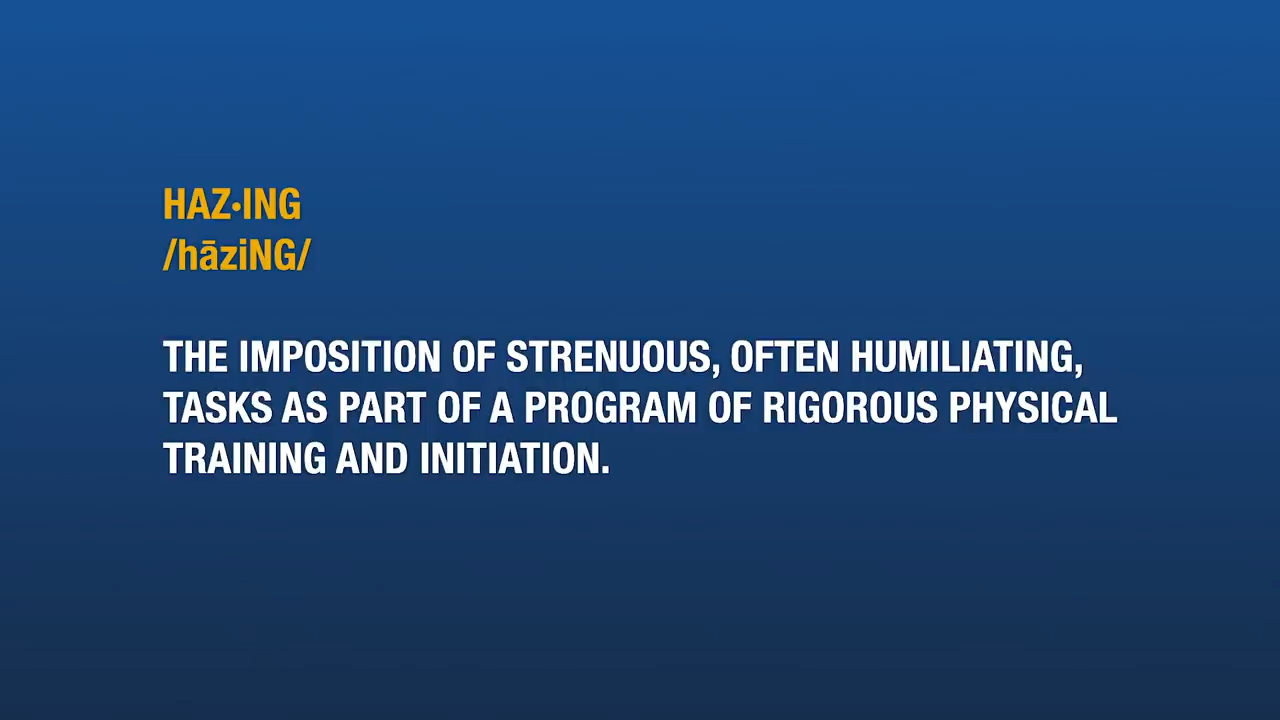 HAZ·ING
/hāziNG/
THE IMPOSITION OF STRENUOUS, OFTEN HUMILIATING,
TASKS AS PART OF A PROGRAM OF RIGOROUS PHYSICAL
TRAINING AND INITIATION.